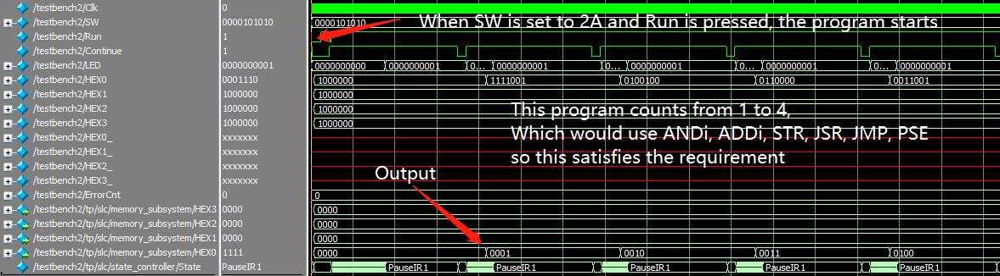 /testbench2/Clk 0
/testbench2/SW 0000101010 0000101010
When SW is set to 2A and Run is pressed, the program starts
/testbench2/Run 1
/testbench2/Continue 1
/testbench2/LED 0000000001 0000000000 0000000001 0... 0000000001 0... 0000000001 0... 0000000001 0... 0000000001
/testbench2/HEX0 0001110 1000000 1111001 0100100 0110000 0011001
/testbench2/HEX1 1000000 1000000
/testbench2/HEX2 1000000 1000000
/testbench2/HEX3 1000000 1000000
This program counts from 1 to 4,
Which would use ANDi, ADDi, STR, JSR, JMP, PSE
so this satisfies the requirement
/testbench2/HEX0_ xxxxxxx
/testbench2/HEX1_ xxxxxxx
/testbench2/HEX2_ xxxxxxx
/testbench2/HEX3_ xxxxxxx
Output
/testbench2/ErrorCnt 0 0
/testbench2/tp/slc/memory_subsystem/HEX3 0000 0000
/testbench2/tp/slc/memory_subsystem/HEX2 0000 0000
/testbench2/tp/slc/memory_subsystem/HEX1 0000 0000
/testbench2/tp/slc/memory_subsystem/HEX0 1111 0000 0001 0010 0011 0100
/testbench2/tp/slc/state_controller/State PauseIR1 PauseIR1 PauseIR1 PauseIR1 PauseIR1 PauseIR1